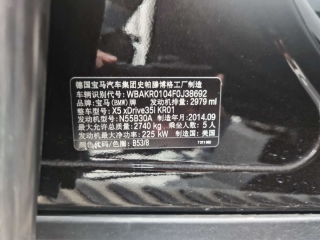 德国宝马汽车集团史帕腾博格工厂制造
车辆识别代号: WBAKR0104F0J38692
品牌: 宝马(BMW)牌 发动机排量: 2979 ml
整车型号: X5 xDrive35i KR01
发动机型号: N55B30A 制造年月: 2014.09
最大允许总质量: 2740 kg 乘坐人数: 5 人
发动机最大净功率: 225 kW 制造国: 美国
颜色代码/色圈: B53/8